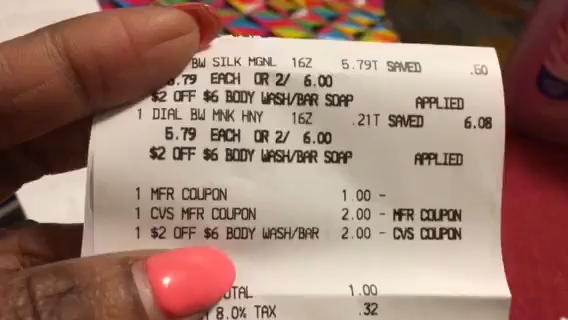 BW SILK MGNL 16Z 5.79T SAVED .50
.79 EACH OR 2/ 6.00
$2 OFF $6 BODY WASH/BAR SOAP APPLIED
1 DIAL BW MNK HNY 16Z .21T SAVED 6.08
6.79 EACH OR 2/ 6.00
$2 OFF $6 BODY WASH/BAR SOAP APPLIED
1 MFR COUPON 1.00 -
1 CVS MFR COUPON 2.00 - MFR COUPON
1 $2 OFF $6 BODY WASH/BAR 2.00 - CVS COUPON
OTAL 1.00
8.0% TAX .32